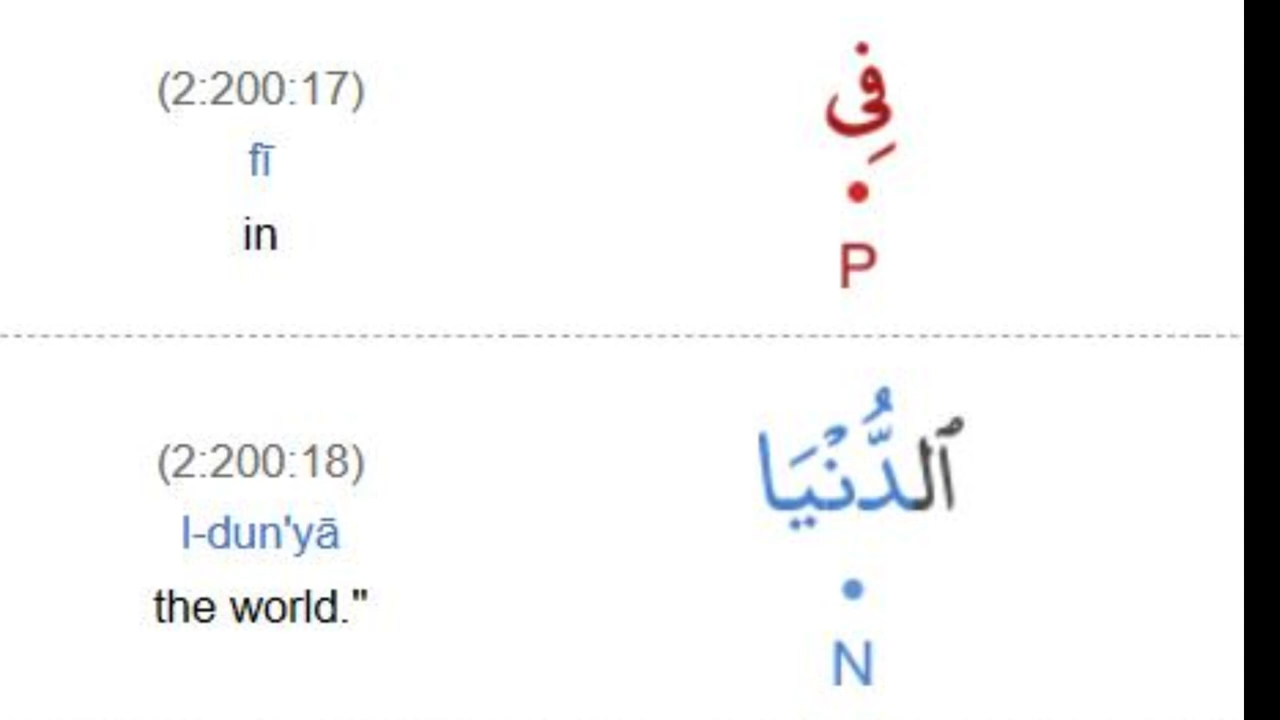 (2:200:17)
fī
in
فِى
P
(2:200:18)
l-dun'yā
the world."
ٱلدُّنْيَا
N